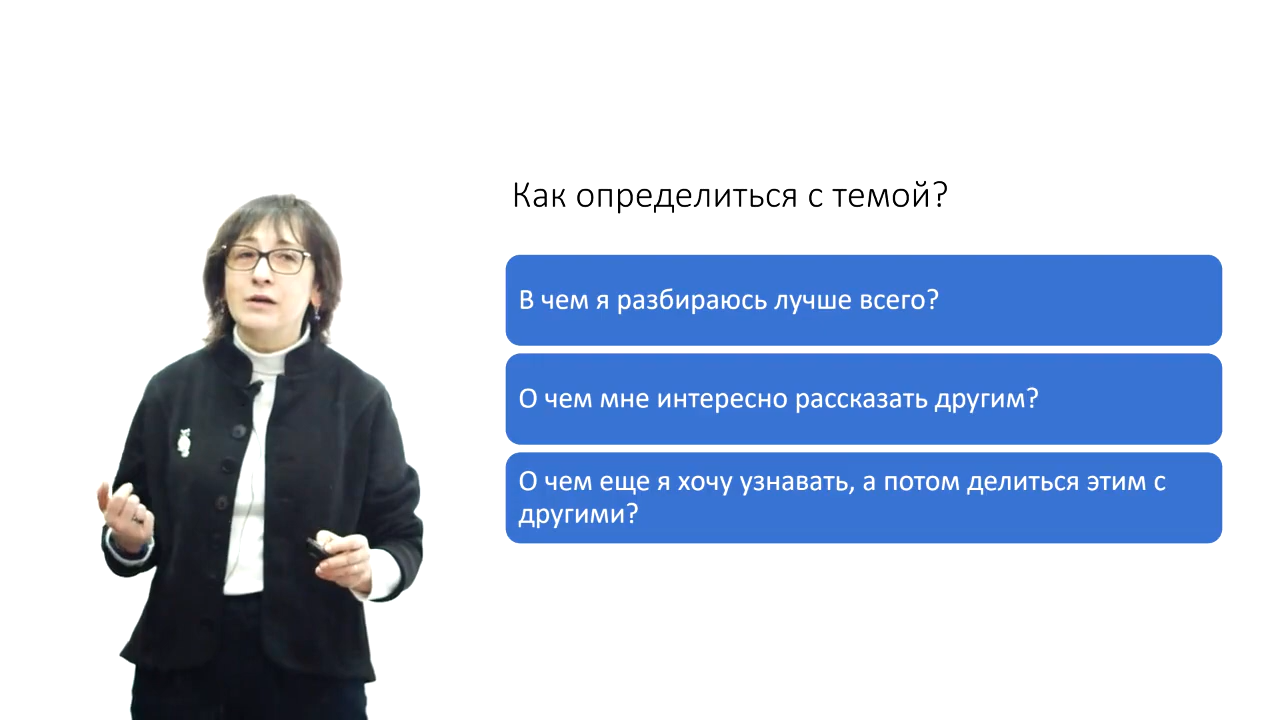 Как определиться с темой?
В чем я разбираюсь лучше всего?
О чем мне интересно рассказать другим?
О чем еще я хочу узнавать, а потом делиться этим с
другими?